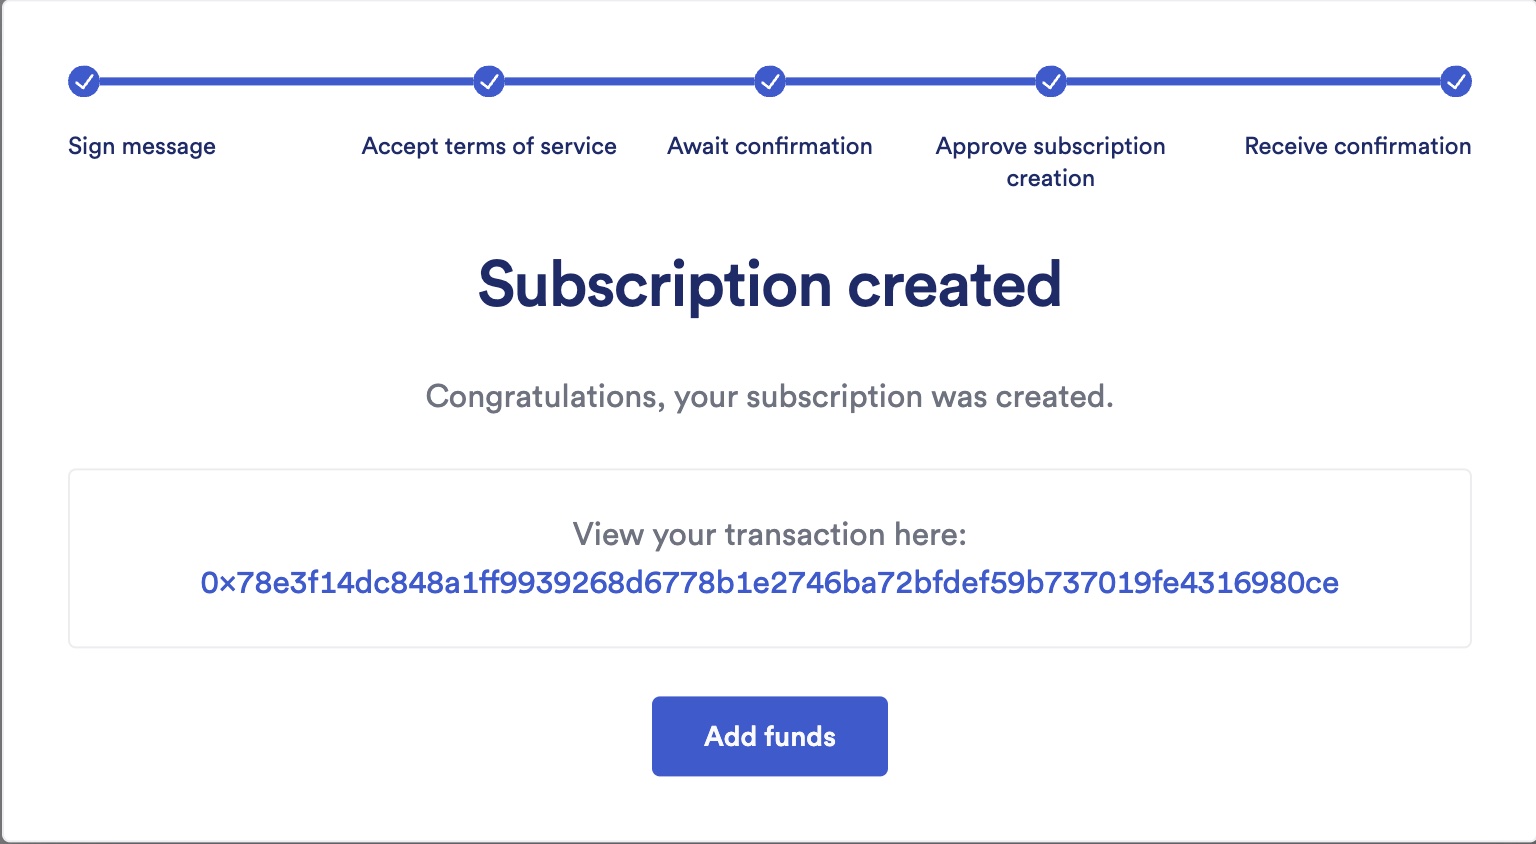 Sign message
Accept terms of service
Await confirmation
Approve subscription
creation
Receive confirmation
Subscription created
Congratulations, your subscription was created.
View your transaction here:
0x78e3f14dc848a1ff9939268d6778b1e2746ba72bfdef59b737019fe4316980ce
Add funds